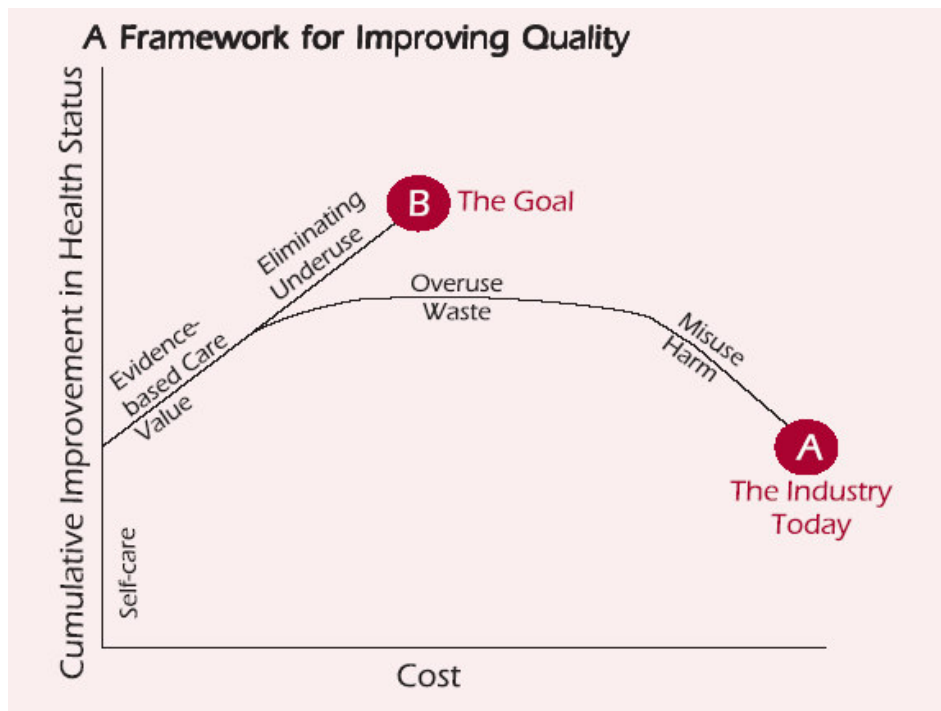 A Framework for Improving Quality
Cumulative Improvement in Health Status
Eliminating
Underuse
B
The Goal
Overuse
Waste
Evidence-
based Care
Value
Misuse
Harm
A
The Industry
Today
Self-care
Cost